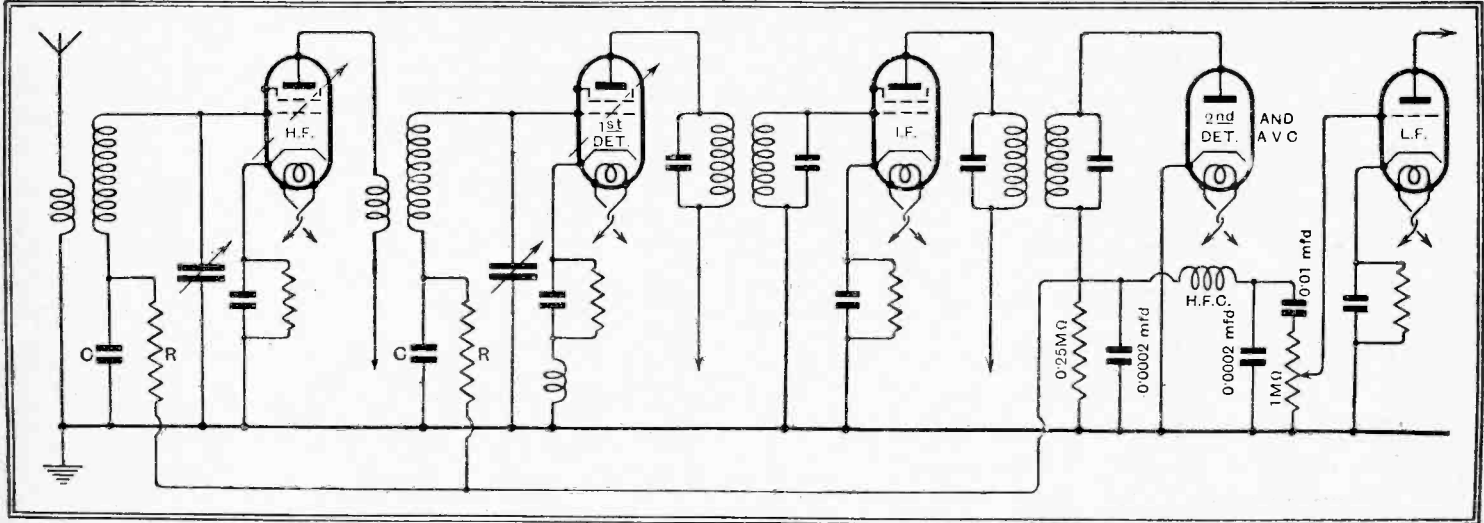 H.F.
1st
DET.
I.F.
2nd
DET.
AND
A V C
L.F.
C
R
C
R
0·25MΩ
0·0002 mfd
H.F.C.
0·0002 mfd
0·01 mfd
1MΩ